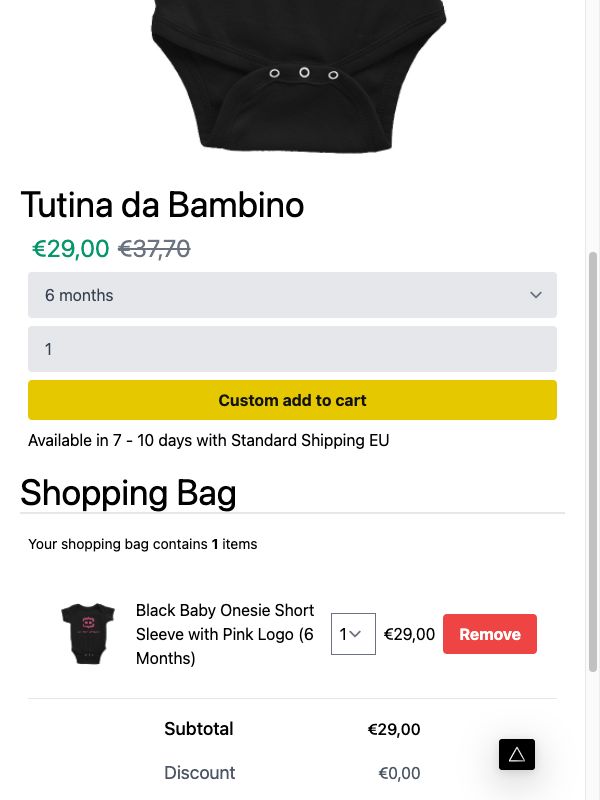 Tutina da Bambino
€29,00 €37,70
6 months
1
Custom add to cart
Available in 7 - 10 days with Standard Shipping EU
Shopping Bag
Your shopping bag contains 1 items
Black Baby Onesie Short
Sleeve with Pink Logo (6
Months)
1
€29,00
Remove
Subtotal €29,00
Discount €0,00